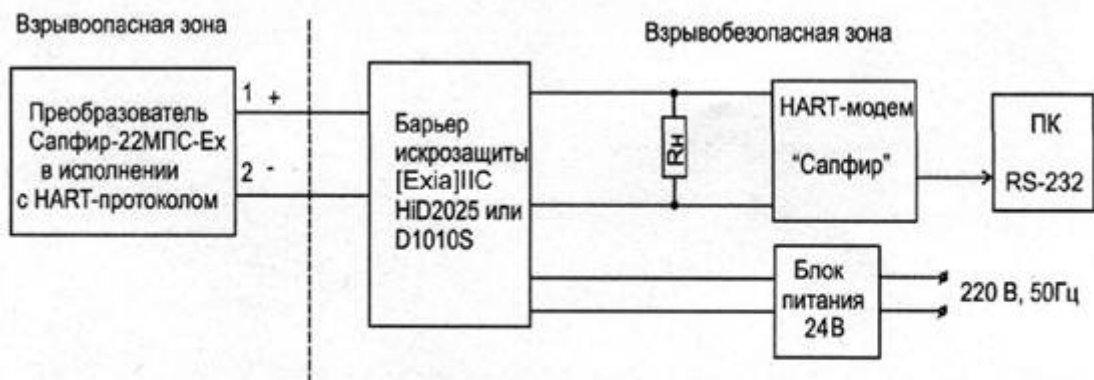 Взрывоопасная зона
Взрывобезопасная зона
Преобразователь
Сапфир-22МПС-Ех
в исполнении
с HART-протоколом
1 +
2 -
Барьер
искрозащиты
[Exia]IIC
HiD2025 или
D1010S
Rн
HART-модем
"Сапфир"
ПК
RS-232
Блок
питания
24В
220 В, 50Гц